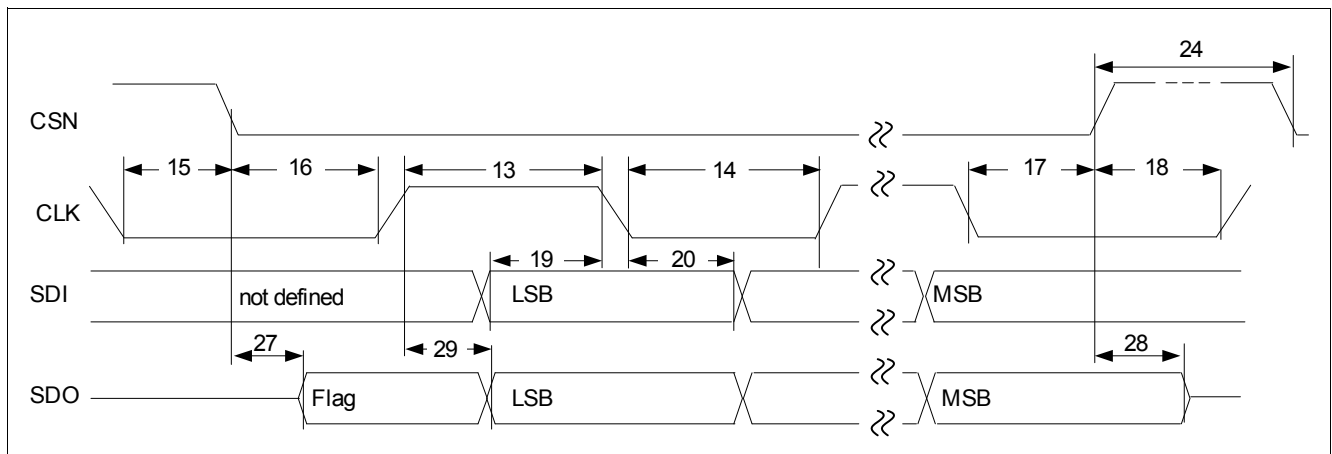 24
CSN
15
16
13
14
17
18
CLK
19
20
SDI
not defined
LSB
MSB
27
29
28
SDO
Flag
LSB
MSB